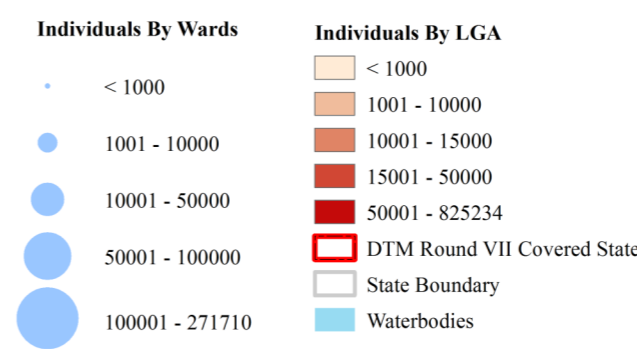 Individuals By Wards
< 1000
1001 - 10000
10001 - 50000
50001 - 100000
100001 - 271710
Individuals By LGA
< 1000
1001 - 10000
10001 - 15000
15001 - 50000
50001 - 825234
DTM Round VII Covered State
State Boundary
Waterbodies